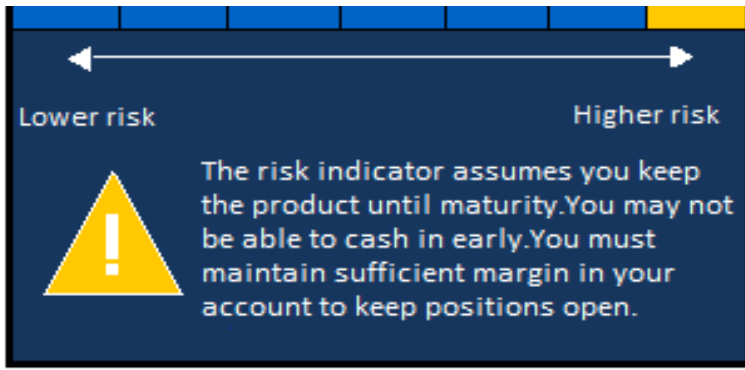 Lower risk
Higher risk
The risk indicator assumes you keep
the product until maturity.You may not
be able to cash in early.You must
maintain sufficient margin in your
account to keep positions open.